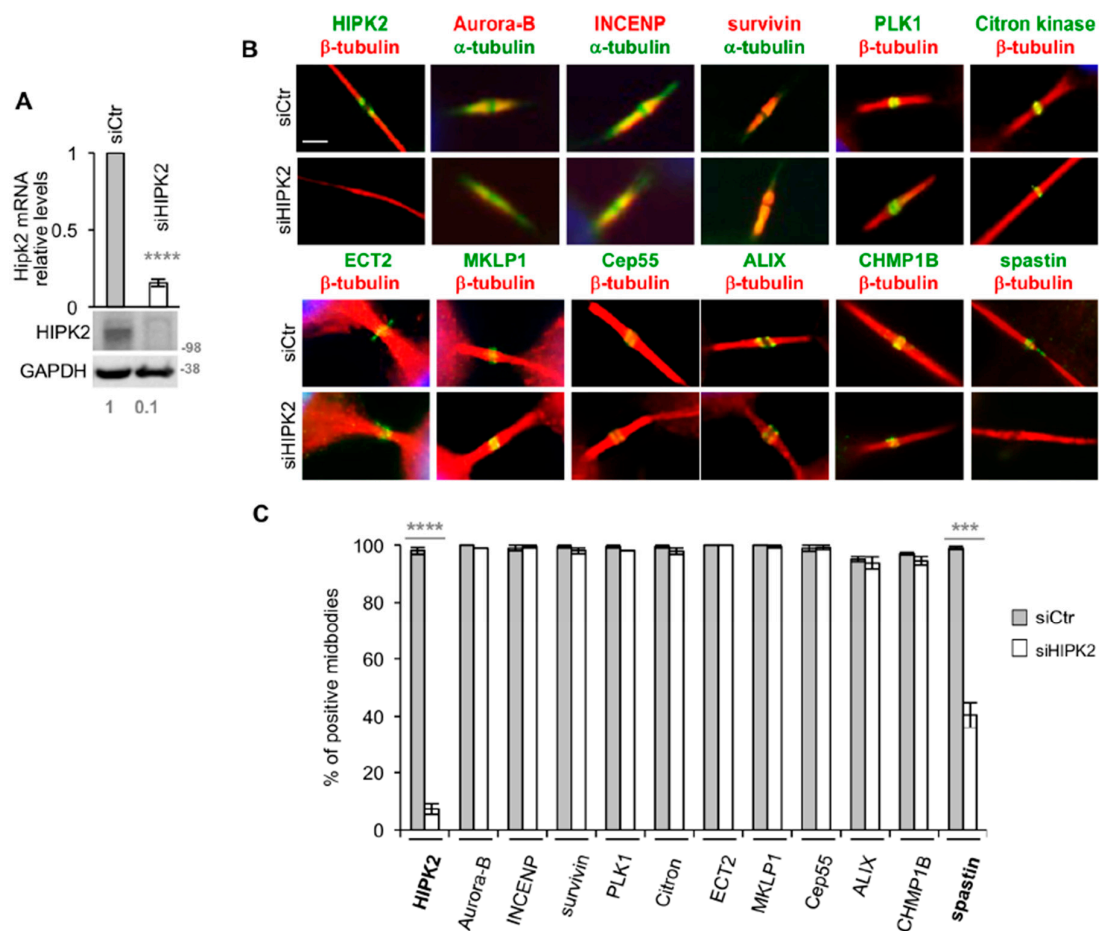 A
siCtr
siHIPK2
Hipk2 mRNA
relative levels
1
0.5
0
****
HIPK2
-98
GAPDH
-38
1 0.1
B
HIPK2 Aurora-B INCENP survivin PLK1 Citron kinase
β-tubulin α-tubulin α-tubulin α-tubulin β-tubulin β-tubulin
siCtr
siHIPK2
ECT2 MKLP1 Cep55 ALIX CHMP1B spastin
β-tubulin β-tubulin β-tubulin β-tubulin β-tubulin β-tubulin
siCtr
siHIPK2
C
**** ***
% of positive midbodies
100
80
60
40
20
0
HIPK2 Aurora-B INCENP survivin PLK1 Citron ECT2 MKLP1 Cep55 ALIX CHMP1B spastin
siCtr
siHIPK2